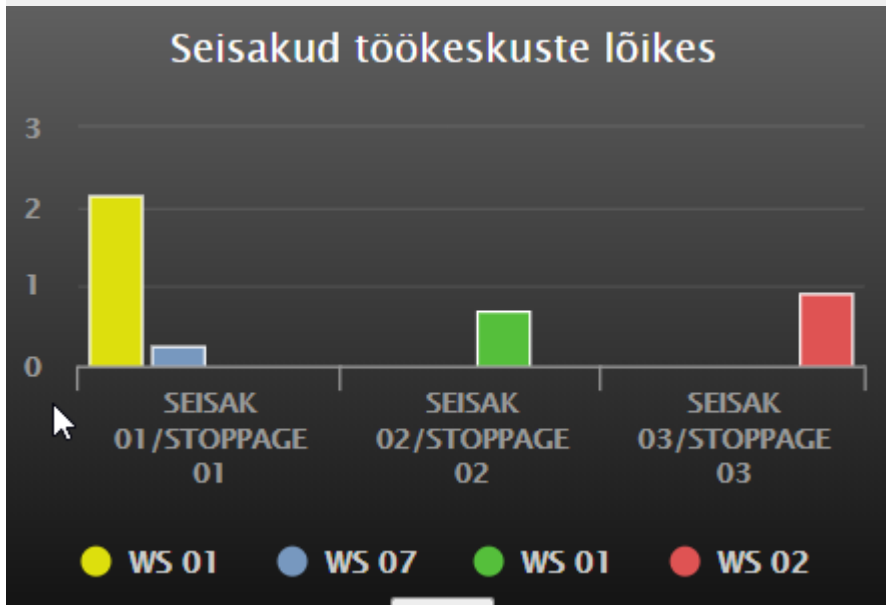 Seisakud töökeskuste lõikes
3
2
1
0
SEISAK 01/STOPPAGE 01
SEISAK 02/STOPPAGE 02
SEISAK 03/STOPPAGE 03
WS 01 WS 07 WS 01 WS 02